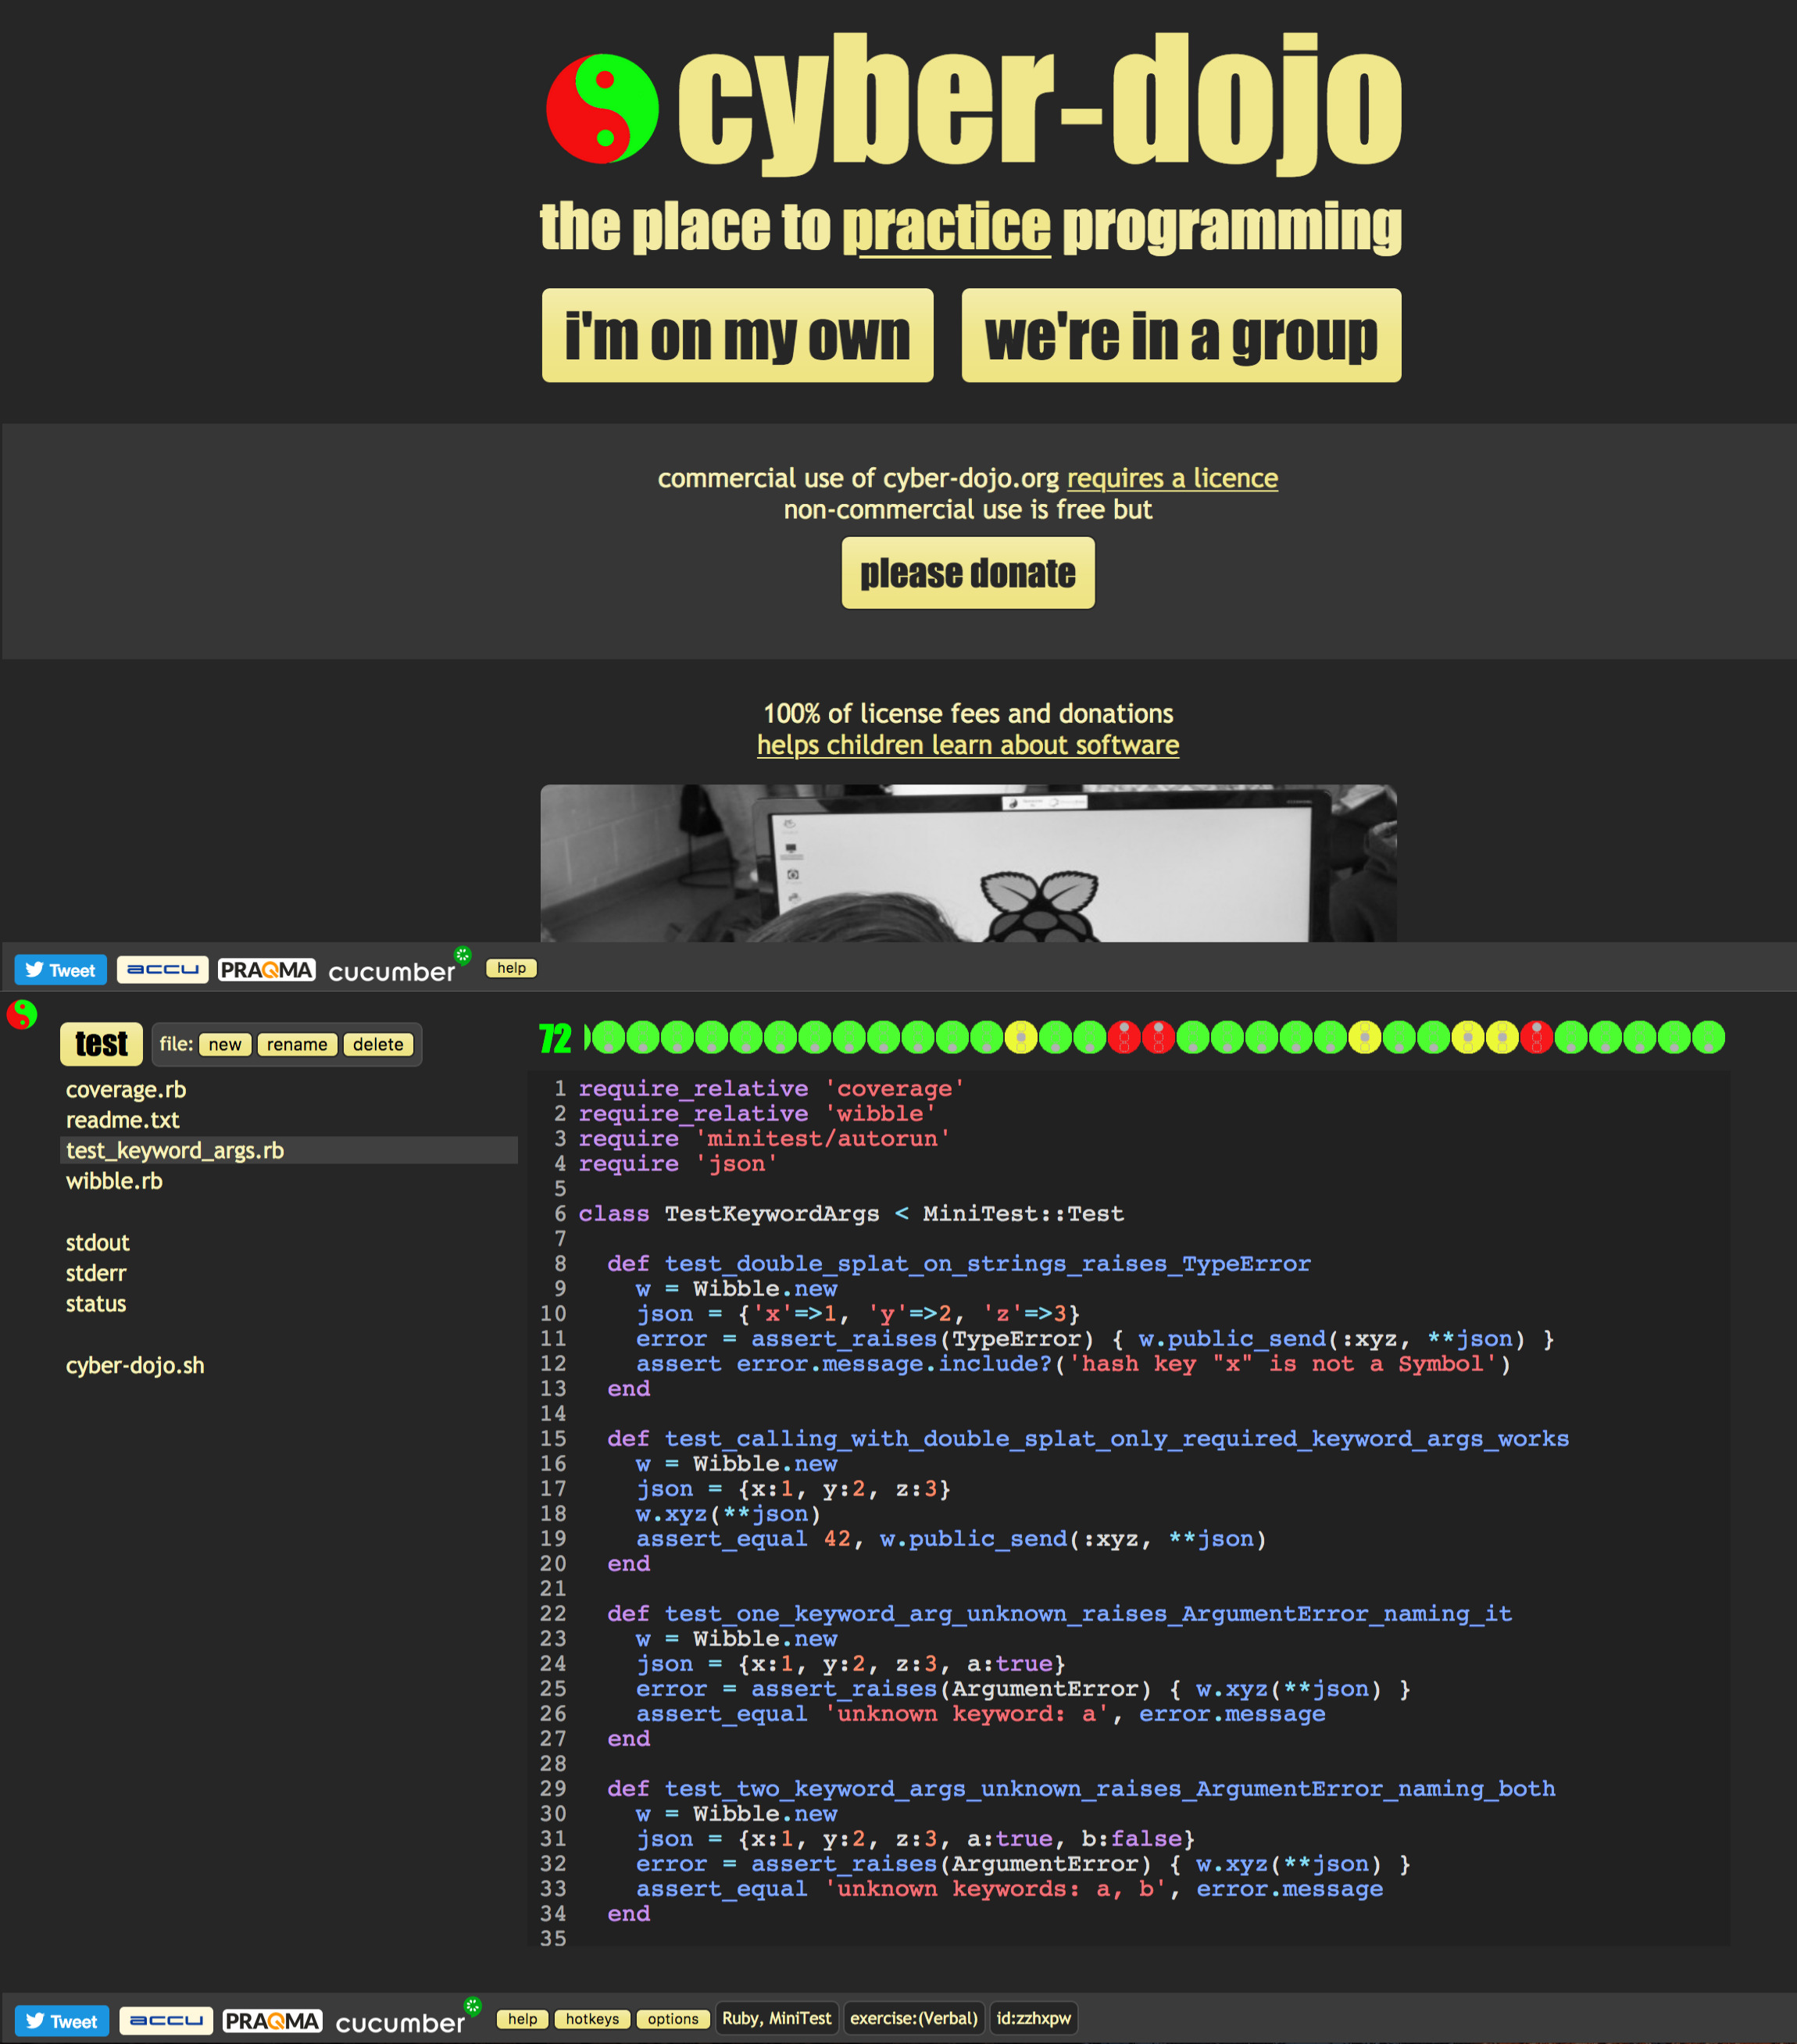 cyber-dojo
the place to practice programming
i'm on my own we're in a group
commercial use of cyber-dojo.org requires a licence
non-commercial use is free but
please donate
100% of license fees and donations
helps children learn about software
Tweet accu PRAQMA cucumber help
test file: new rename delete 72
coverage.rb
readme.txt
test_keyword_args.rb
wibble.rb
stdout
stderr
status
cyber-dojo.sh
1 require_relative 'coverage'
2 require_relative 'wibble'
3 require 'minitest/autorun'
4 require 'json'
5
6 class TestKeywordArgs < MiniTest::Test
7
8 def test_double_splat_on_strings_raises_TypeError
9 w = Wibble.new
10 json = {'x'=>1, 'y'=>2, 'z'=>3}
11 error = assert_raises(TypeError) { w.public_send(:xyz, **json) }
12 assert error.message.include?('hash key "x" is not a Symbol')
13 end
14
15 def test_calling_with_double_splat_only_required_keyword_args_works
16 w = Wibble.new
17 json = {x:1, y:2, z:3}
18 w.xyz(**json)
19 assert_equal 42, w.public_send(:xyz, **json)
20 end
21
22 def test_one_keyword_arg_unknown_raises_ArgumentError_naming_it
23 w = Wibble.new
24 json = {x:1, y:2, z:3, a:true}
25 error = assert_raises(ArgumentError) { w.xyz(**json) }
26 assert_equal 'unknown keyword: a', error.message
27 end
28
29 def test_two_keyword_args_unknown_raises_ArgumentError_naming_both
30 w = Wibble.new
31 json = {x:1, y:2, z:3, a:true, b:false}
32 error = assert_raises(ArgumentError) { w.xyz(**json) }
33 assert_equal 'unknown keywords: a, b', error.message
34 end
35
Tweet accu PRAQMA cucumber help hotkeys options Ruby, MiniTest exercise:(Verbal) id:zzhxpw